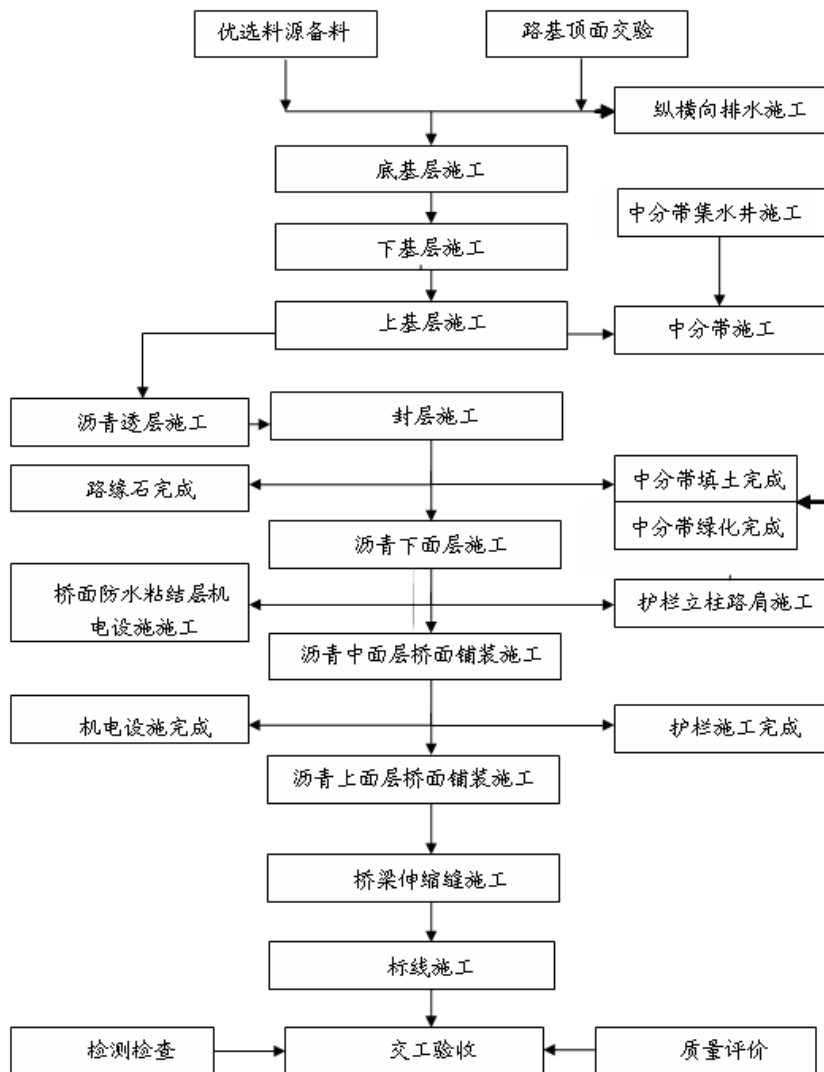 优选料源备料
路基顶面交验
纵横向排水施工
底基层施工
中分带集水井施工
下基层施工
上基层施工
中分带施工
沥青透层施工
封层施工
路缘石完成
中分带填土完成
中分带绿化完成
沥青下面层施工
桥面防水粘结层机
电设施施工
护栏立柱路肩施工
沥青中面层桥面铺装施工
机电设施完成
护栏施工完成
沥青上面层桥面铺装施工
桥梁伸缩缝施工
标线施工
检测检查
交工验收
质量评价